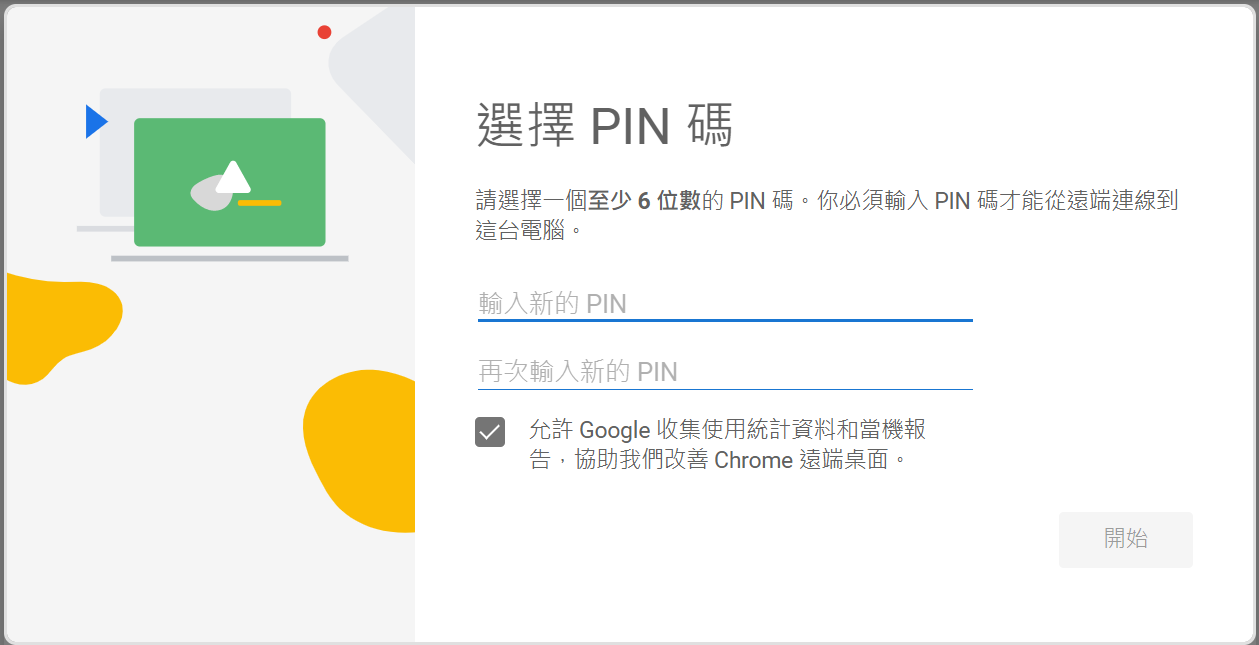 選擇 PIN 碼
請選擇一個至少 6 位數的 PIN 碼。你必須輸入 PIN 碼才能從遠端連線到
這台電腦。
輸入新的 PIN
再次輸入新的 PIN
允許 Google 收集使用統計資料和當機報
告，協助我們改善 Chrome 遠端桌面。
開始